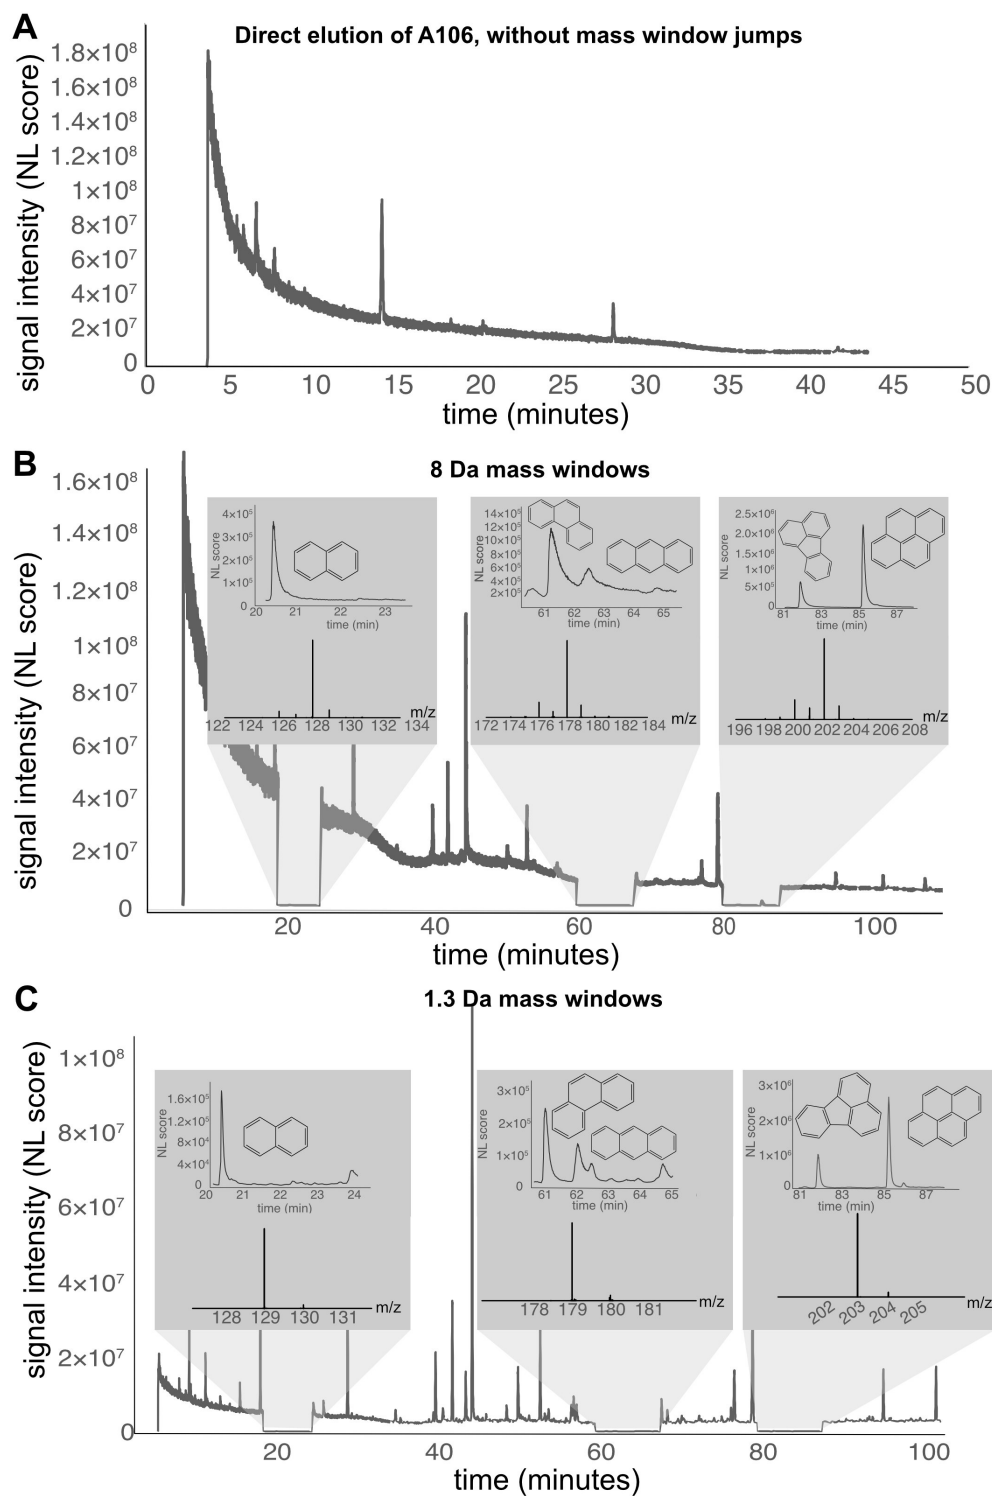 A
Direct elution of A106, without mass window jumps
signal intensity (NL score)
1.8×10⁸
1.6×10⁸
1.4×10⁸
1.2×10⁸
1×10⁸
8×10⁷
6×10⁷
4×10⁷
2×10⁷
0
0 5 10 15 20 25 30 35 40 45 50
time (minutes)
B
8 Da mass windows
signal intensity (NL score)
1.6×10⁸
1.4×10⁸
1.2×10⁸
1×10⁸
8×10⁷
6×10⁷
4×10⁷
2×10⁷
0
NL score
4×10⁵
3×10⁵
2×10⁵
1×10⁵
0
20 21 22 23
time (min)
m/z
122 124 126 128 130 132 134
NL score
14×10⁵
12×10⁵
10×10⁵
8×10⁵
6×10⁵
4×10⁵
2×10⁵
61 62 63 64 65
time (min)
m/z
172 174 176 178 180 182 184
NL score
2.5×10⁶
2×10⁶
1.5×10⁶
1×10⁶
5×10⁵
0
81 83 85 87
time (min)
m/z
196 198 200 202 204 206 208
20 40 60 80 100
time (minutes)
C
1.3 Da mass windows
signal intensity (NL score)
1×10⁸
8×10⁷
6×10⁷
4×10⁷
2×10⁷
0
NL score
1.6×10⁵
1.2×10⁵
8×10⁴
4×10⁴
0
20 21 22 23 24
time (min)
m/z
128 129 130 131
NL score
3×10⁵
2×10⁵
1×10⁵
0
61 62 63 64 65
time (min)
m/z
178 179 180 181
NL score
3×10⁶
2×10⁶
1×10⁶
0
81 83 85 87
time (min)
m/z
202 203 204 205
20 40 60 80 100
time (minutes)